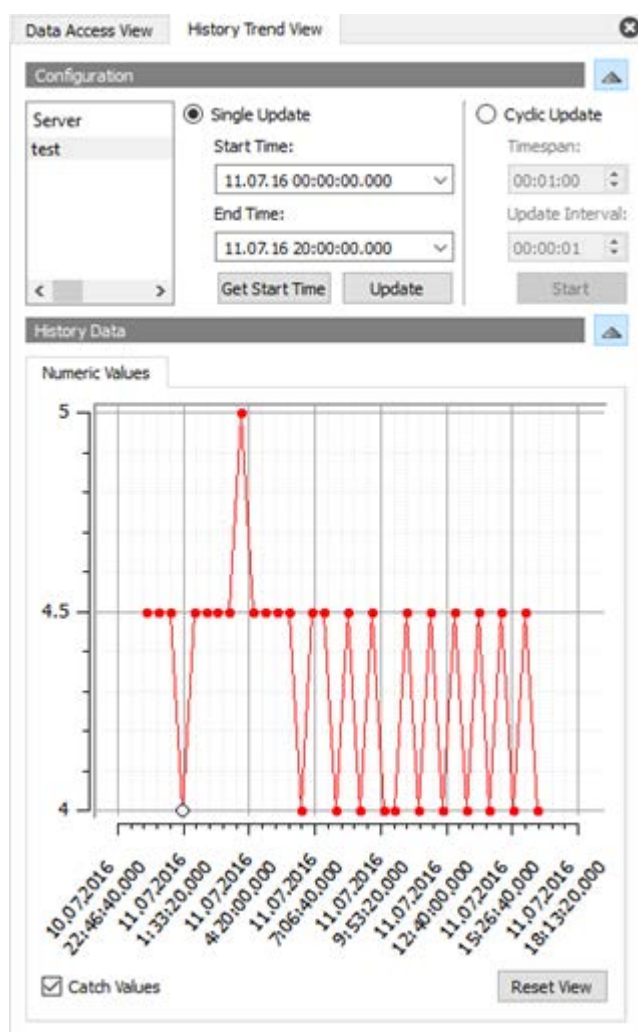 Data Access View History Trend View
Configuration
Server
test
Single Update
Start Time:
11.07.16 00:00:00.000
End Time:
11.07.16 20:00:00.000
Get Start Time Update
Cyclic Update
Timespan:
00:01:00
Update Interval:
00:00:01
Start
History Data
Numeric Values
5
4.5
4
10.07.2016
22:46:40.000
11.07.2016
1:33:20.000
11.07.2016
4:20:00.000
11.07.2016
7:06:40.000
11.07.2016
9:53:20.000
11.07.2016
12:40:00.000
11.07.2016
15:26:40.000
11.07.2016
18:13:20.000
Catch Values Reset View